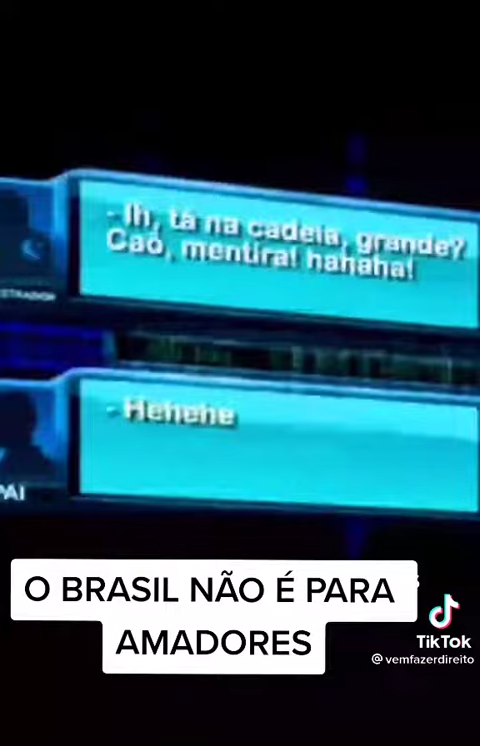 - Ih, tá na cadeia, grande?
Caô, mentira! hahaha!
- Hehehe
PAI
O BRASIL NÃO É PARA
AMADORES
TikTok
@vemfazerdireito